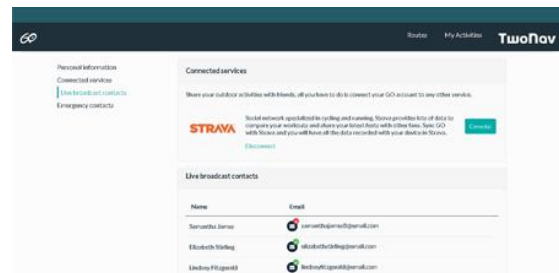 GO
Routes My Activities TwoNav
Personal information
Connected services
Live broadcast contacts
Emergency contacts
Connected services
Share your outdoor activities with friends, all you have to do is connect your GO account to any other service.
STRAVA
Social network specialized in cycling and running. Strava provides lots of data to
compare your workouts and share your latest feats with other fans. Sync GO
with Strava and you will have all the data recorded with your device in Strava.
Connect
Disconnect
Live broadcast contacts
Name Email
Samantha James
Elizabeth Stirling
Lindsey Fitzgerald